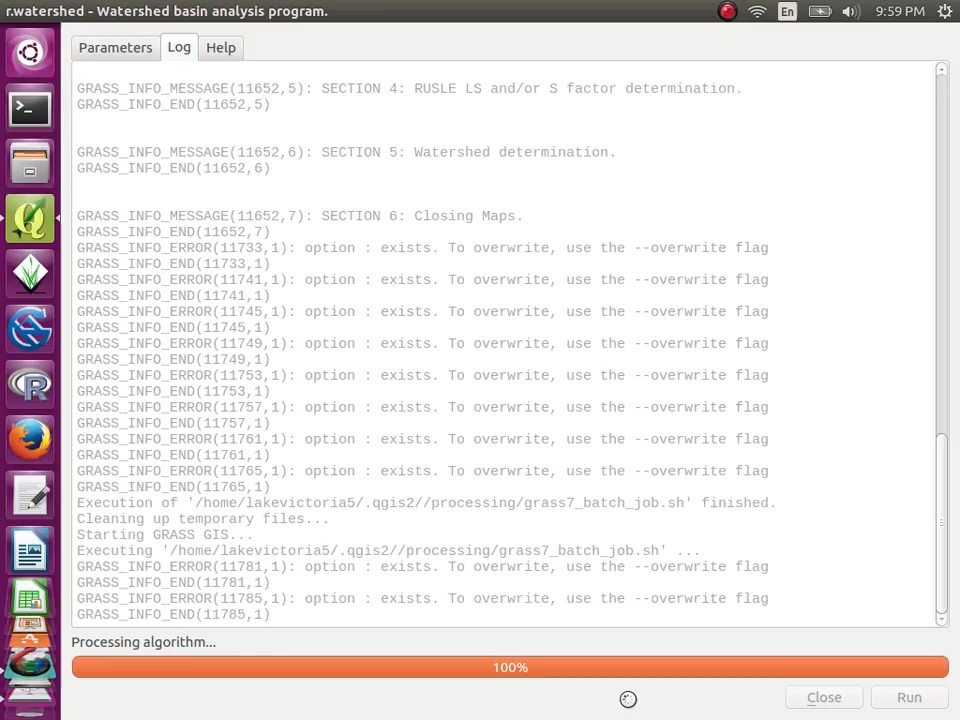 r.watershed - Watershed basin analysis program.
En
9:59 PM
Parameters
Log
Help
GRASS_INFO_MESSAGE(11652,5): SECTION 4: RUSLE LS and/or S factor determination.
GRASS_INFO_END(11652,5)
GRASS_INFO_MESSAGE(11652,6): SECTION 5: Watershed determination.
GRASS_INFO_END(11652,6)
GRASS_INFO_MESSAGE(11652,7): SECTION 6: Closing Maps.
GRASS_INFO_END(11652,7)
GRASS_INFO_ERROR(11733,1): option : exists. To overwrite, use the --overwrite flag
GRASS_INFO_END(11733,1)
GRASS_INFO_ERROR(11741,1): option : exists. To overwrite, use the --overwrite flag
GRASS_INFO_END(11741,1)
GRASS_INFO_ERROR(11745,1): option : exists. To overwrite, use the --overwrite flag
GRASS_INFO_END(11745,1)
GRASS_INFO_ERROR(11749,1): option : exists. To overwrite, use the --overwrite flag
GRASS_INFO_END(11749,1)
GRASS_INFO_ERROR(11753,1): option : exists. To overwrite, use the --overwrite flag
GRASS_INFO_END(11753,1)
GRASS_INFO_ERROR(11757,1): option : exists. To overwrite, use the --overwrite flag
GRASS_INFO_END(11757,1)
GRASS_INFO_ERROR(11761,1): option : exists. To overwrite, use the --overwrite flag
GRASS_INFO_END(11761,1)
GRASS_INFO_ERROR(11765,1): option : exists. To overwrite, use the --overwrite flag
GRASS_INFO_END(11765,1)
Execution of '/home/lakevictoria5/.qgis2//processing/grass7_batch_job.sh' finished.
Cleaning up temporary files...
Starting GRASS GIS...
Executing '/home/lakevictoria5/.qgis2//processing/grass7_batch_job.sh' ...
GRASS_INFO_ERROR(11781,1): option : exists. To overwrite, use the --overwrite flag
GRASS_INFO_END(11781,1)
GRASS_INFO_ERROR(11785,1): option : exists. To overwrite, use the --overwrite flag
GRASS_INFO_END(11785,1)
Processing algorithm...
100%
Close
Run